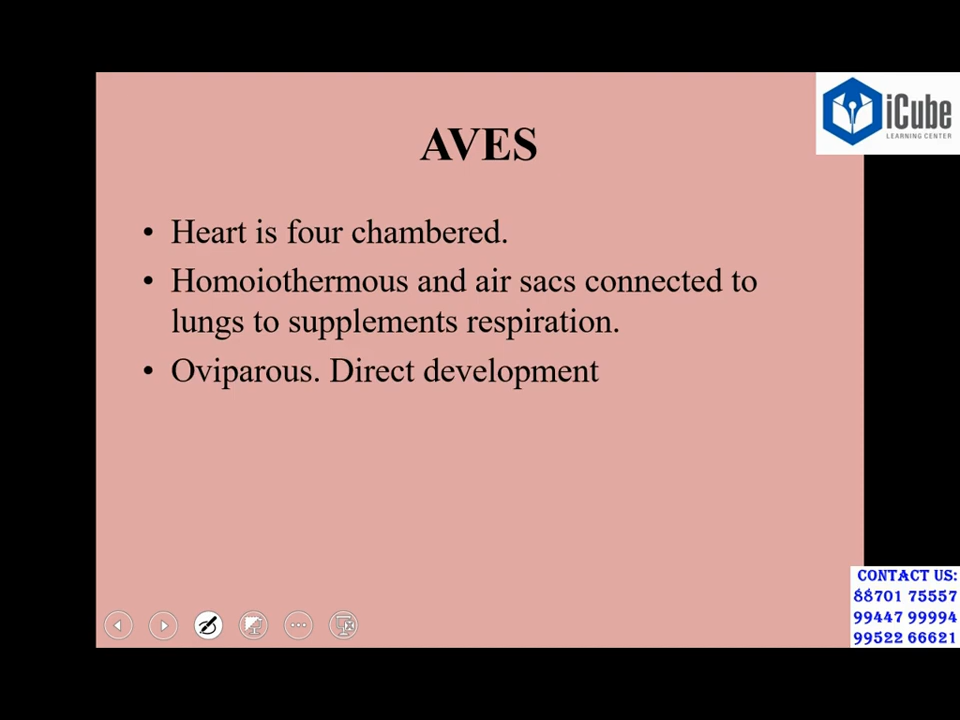 iCube
LEARNING CENTER
AVES
• Heart is four chambered.
• Homoiothermous and air sacs connected to
lungs to supplements respiration.
• Oviparous. Direct development
CONTACT US:
88701 75557
99447 99994
99522 66621